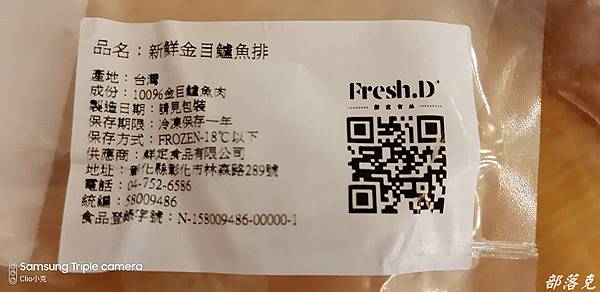 品名：新鮮金目鱸魚排
產地：台灣
成份：100%金目鱸魚肉
製造日期：請見包裝
保存期限：冷凍保存一年
保存方式：FROZEN-18℃以下
供應商：鮮定食品有限公司
地址：彰化縣彰化市林森路289號
電話：04-752-6586
統編：58009486
食品登錄字號：N-158009486-00000-1
Fresh.D
Samsung Triple camera
Clio小克
部落克